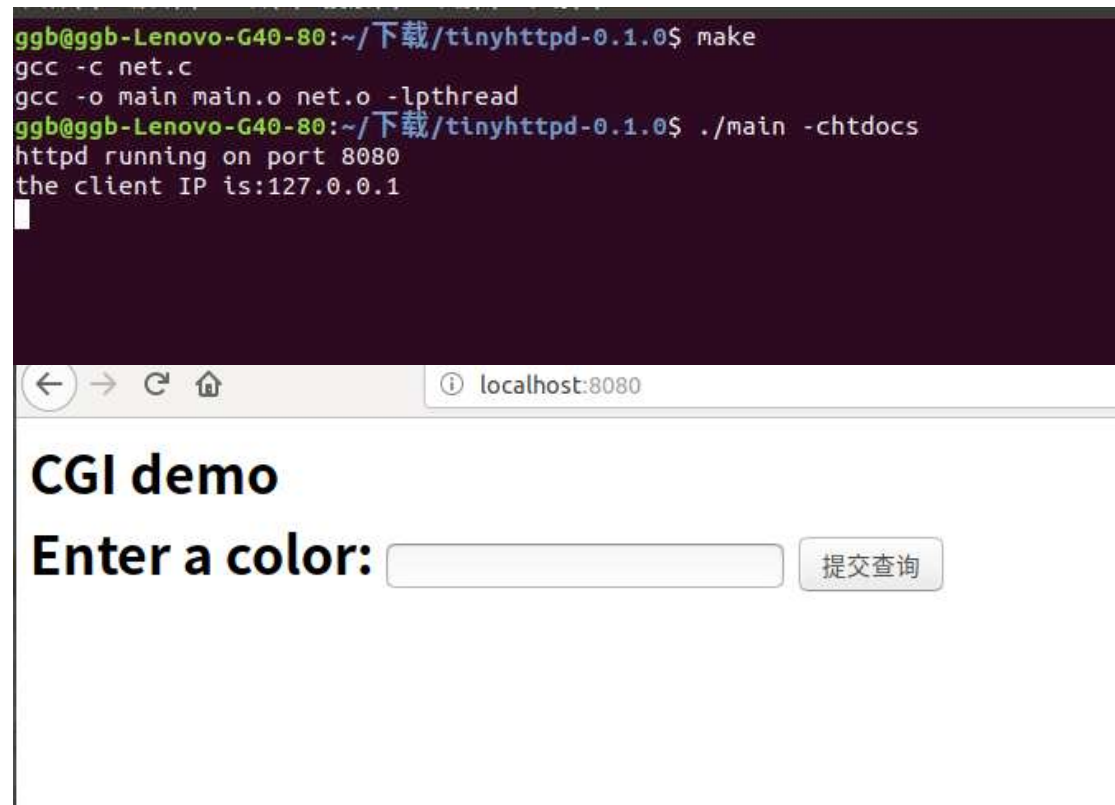 ggb@ggb-Lenovo-G40-80:~/下载/tinyhttpd-0.1.0$ make
gcc -c net.c
gcc -o main main.o net.o -lpthread
ggb@ggb-Lenovo-G40-80:~/下载/tinyhttpd-0.1.0$ ./main -chtdocs
httpd running on port 8080
the client IP is:127.0.0.1
localhost:8080
CGI demo
Enter a color: 提交查询